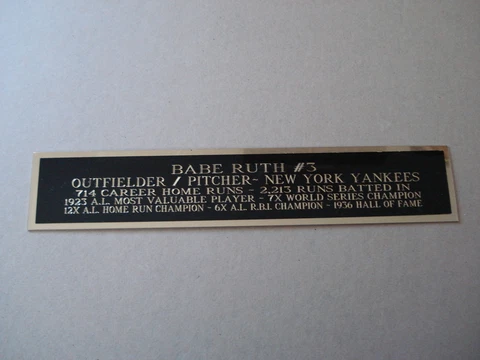 BABE RUTH #3
OUTFIELDER / PITCHER- NEW YORK YANKEES
714 CAREER HOME RUNS - 2,213 RUNS BATTED IN
1923 A.L. MOST VALUABLE PLAYER - 7X WORLD SERIES CHAMPION
12X A.L. HOME RUN CHAMPION - 6X A.L. R.B.I. CHAMPION - 1936 HALL OF FAME